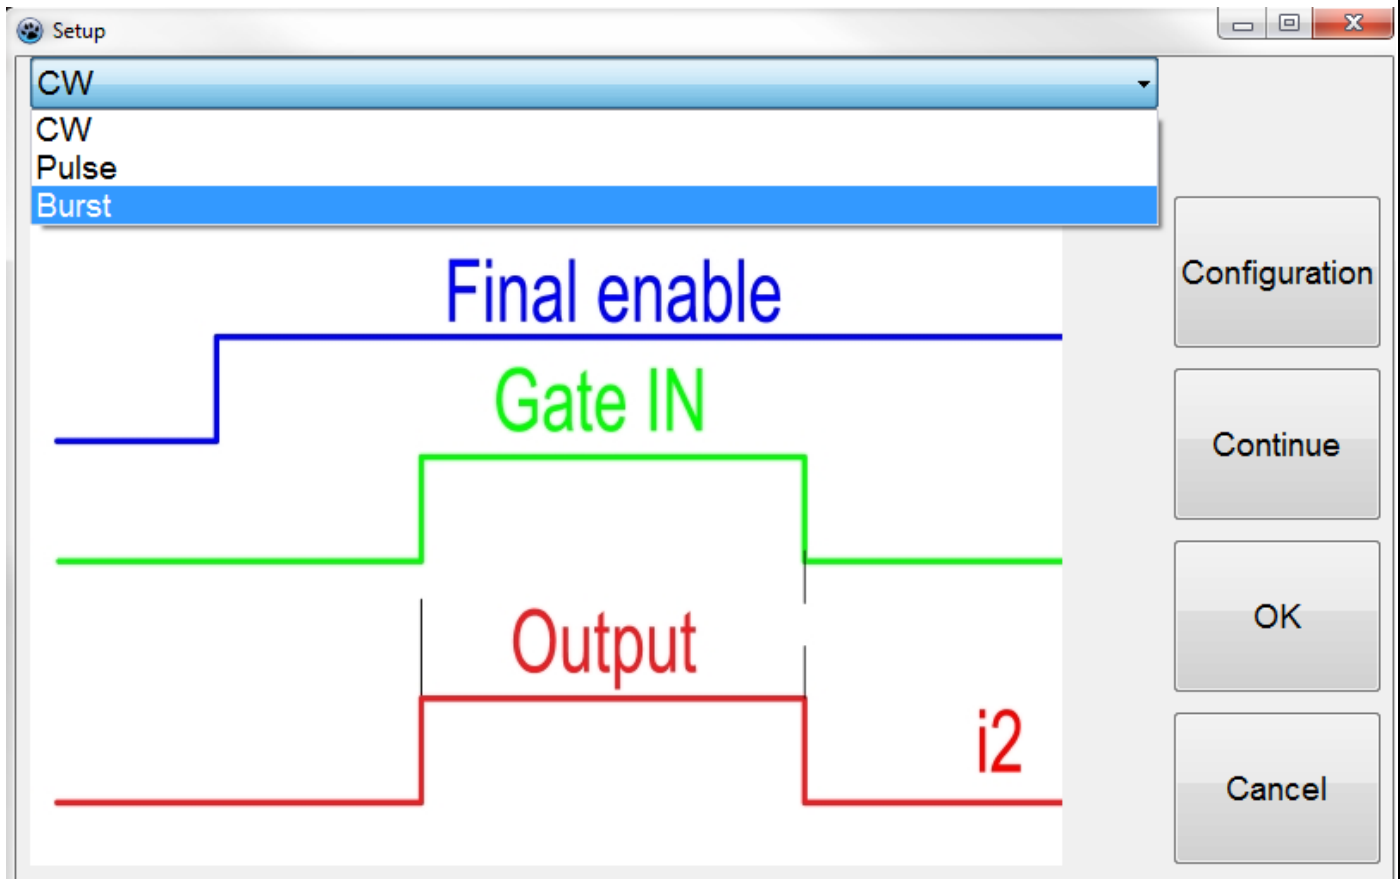 Setup
CW
CW
Pulse
Burst
Configuration
Final enable
Gate IN
Continue
Output
OK
i2
Cancel